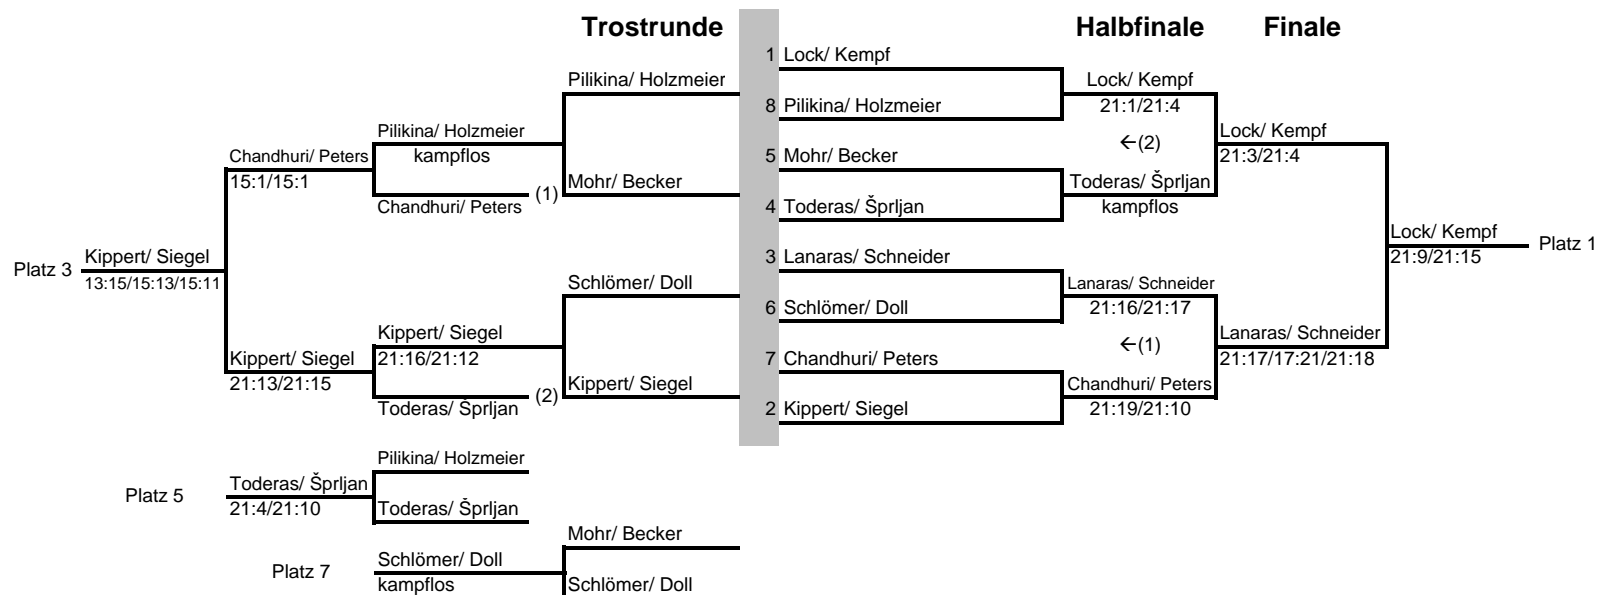 Trostrunde
Halbfinale
Finale
1 Lock/ Kempf
Pilikina/ Holzmeier
Lock/ Kempf
8 Pilikina/ Holzmeier
21:1/21:4
Pilikina/ Holzmeier
Lock/ Kempf
Chandhuri/ Peters
kampflos
5 Mohr/ Becker
←(2)
21:3/21:4
15:1/15:1
Mohr/ Becker
Toderas/ Šprljan
(1)
Chandhuri/ Peters
4 Toderas/ Šprljan
kampflos
Lock/ Kempf
Platz 1
Kippert/ Siegel
3 Lanaras/ Schneider
21:9/21:15
Platz 3
13:15/15:13/15:11
Schlömer/ Doll
Lanaras/ Schneider
6 Schlömer/ Doll
21:16/21:17
Kippert/ Siegel
Lanaras/ Schneider
Kippert/ Siegel
21:16/21:12
7 Chandhuri/ Peters
←(1)
21:17/17:21/21:18
21:13/21:15
Kippert/ Siegel
Chandhuri/ Peters
(2)
Toderas/ Šprljan
2 Kippert/ Siegel
21:19/21:10
Pilikina/ Holzmeier
Toderas/ Šprljan
Platz 5
21:4/21:10
Toderas/ Šprljan
Mohr/ Becker
Schlömer/ Doll
Platz 7
kampflos
Schlömer/ Doll